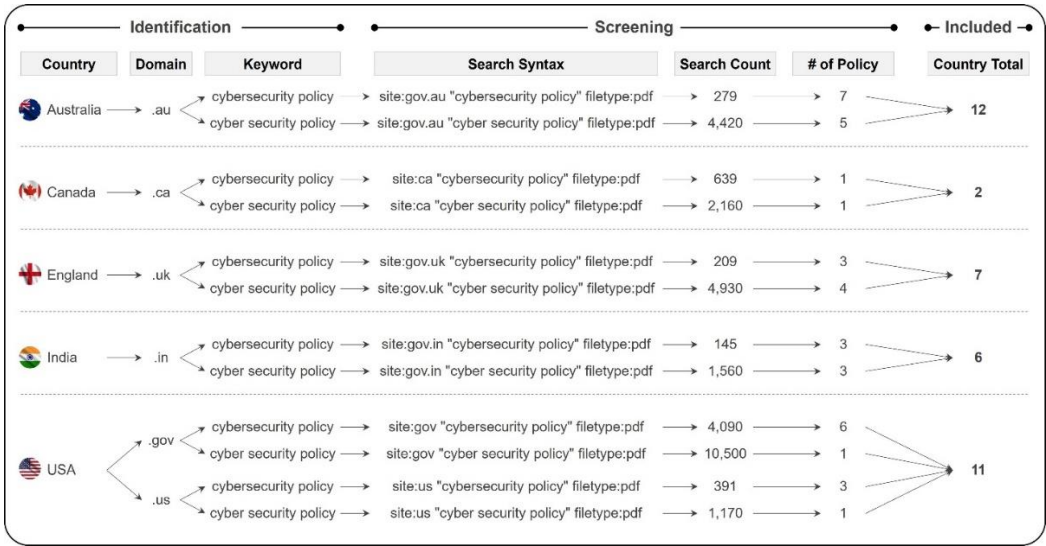 Identification Screening Included
Country Domain Keyword Search Syntax Search Count # of Policy Country Total
cybersecurity policy site:gov.au "cybersecurity policy" filetype:pdf 279 7
Australia .au 12
cyber security policy site:gov.au "cyber security policy" filetype:pdf 4,420 5
cybersecurity policy site:ca "cybersecurity policy" filetype:pdf 639 1
Canada .ca 2
cyber security policy site:ca "cyber security policy" filetype:pdf 2,160 1
cybersecurity policy site:gov.uk "cybersecurity policy" filetype:pdf 209 3
England .uk 7
cyber security policy site:gov.uk "cyber security policy" filetype:pdf 4,930 4
cybersecurity policy site:gov.in "cybersecurity policy" filetype:pdf 145 3
India .in 6
cyber security policy site:gov.in "cyber security policy" filetype:pdf 1,560 3
cybersecurity policy site:gov "cybersecurity policy" filetype:pdf 4,090 6
.gov
cyber security policy site:gov "cyber security policy" filetype:pdf 10,500 1
USA 11
cybersecurity policy site:us "cybersecurity policy" filetype:pdf 391 3
.us
cyber security policy site:us "cyber security policy" filetype:pdf 1,170 1